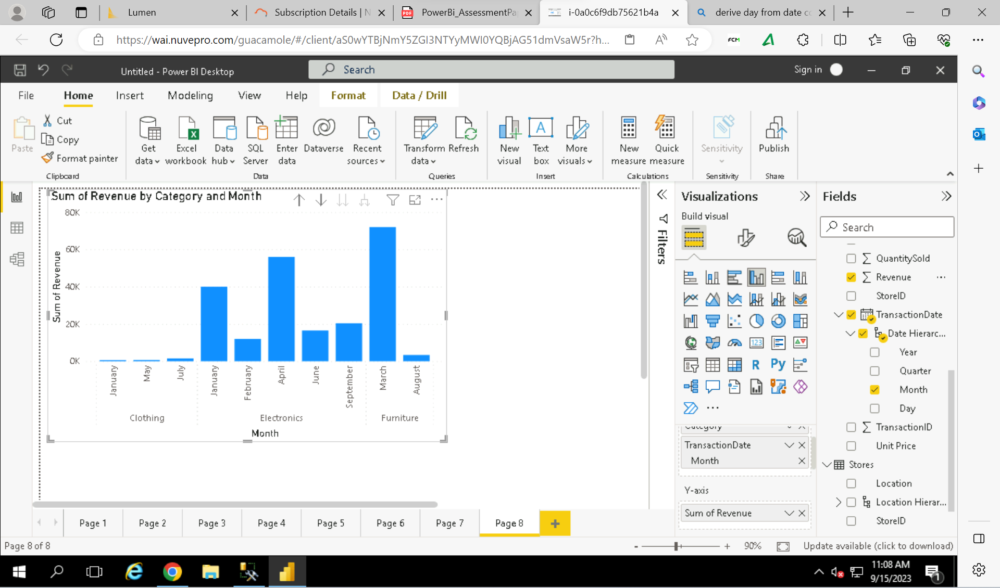 Lumen
Subscription Details | N
PowerBi_AssessmentPa
i-0a0c6f9db75621b4a
derive day from date co
https://wai.nuvepro.com/guacamole/#/client/aS0wYTBjNmY5ZGI3NTYyMWI0YQBjAG51dmVsaW5r?h...
FCM
Untitled - Power BI Desktop
Search
Sign in
File
Home
Insert
Modeling
View
Help
Format
Data / Drill
Paste
Cut
Copy
Format painter
Clipboard
Get data
Excel workbook
Data hub
SQL Server
Enter data
Dataverse
Recent sources
Data
Transform data
Refresh
Queries
New visual
Text box
More visuals
Insert
New measure
Quick measure
Calculations
Sensitivity
Sensitivity
Publish
Share
Sum of Revenue by Category and Month
80K
60K
40K
20K
0K
Sum of Revenue
January
May
July
January
February
April
June
September
March
August
Clothing
Electronics
Furniture
Month
Filters
Visualizations
Build visual
123
R
Py
Category
TransactionDate
Month
Y-axis
Sum of Revenue
Fields
Search
QuantitySold
Revenue
StoreID
TransactionDate
Date Hierarc...
Year
Quarter
Month
Day
TransactionID
Unit Price
Stores
Location
Location Hierar...
StoreID
Page 1
Page 2
Page 3
Page 4
Page 5
Page 6
Page 7
Page 8
Page 8 of 8
90%
Update available (click to download)
11:08 AM
9/15/2023
1